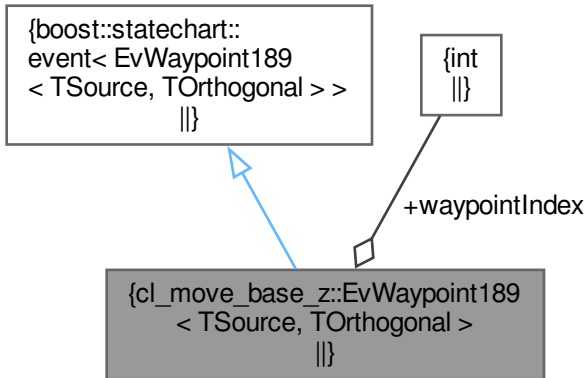 {boost::statechart::
event< EvWaypoint189
< TSource, TOrthogonal > >
||}
{int
||}
+waypointIndex
{cl_move_base_z::EvWaypoint189
< TSource, TOrthogonal >
||}